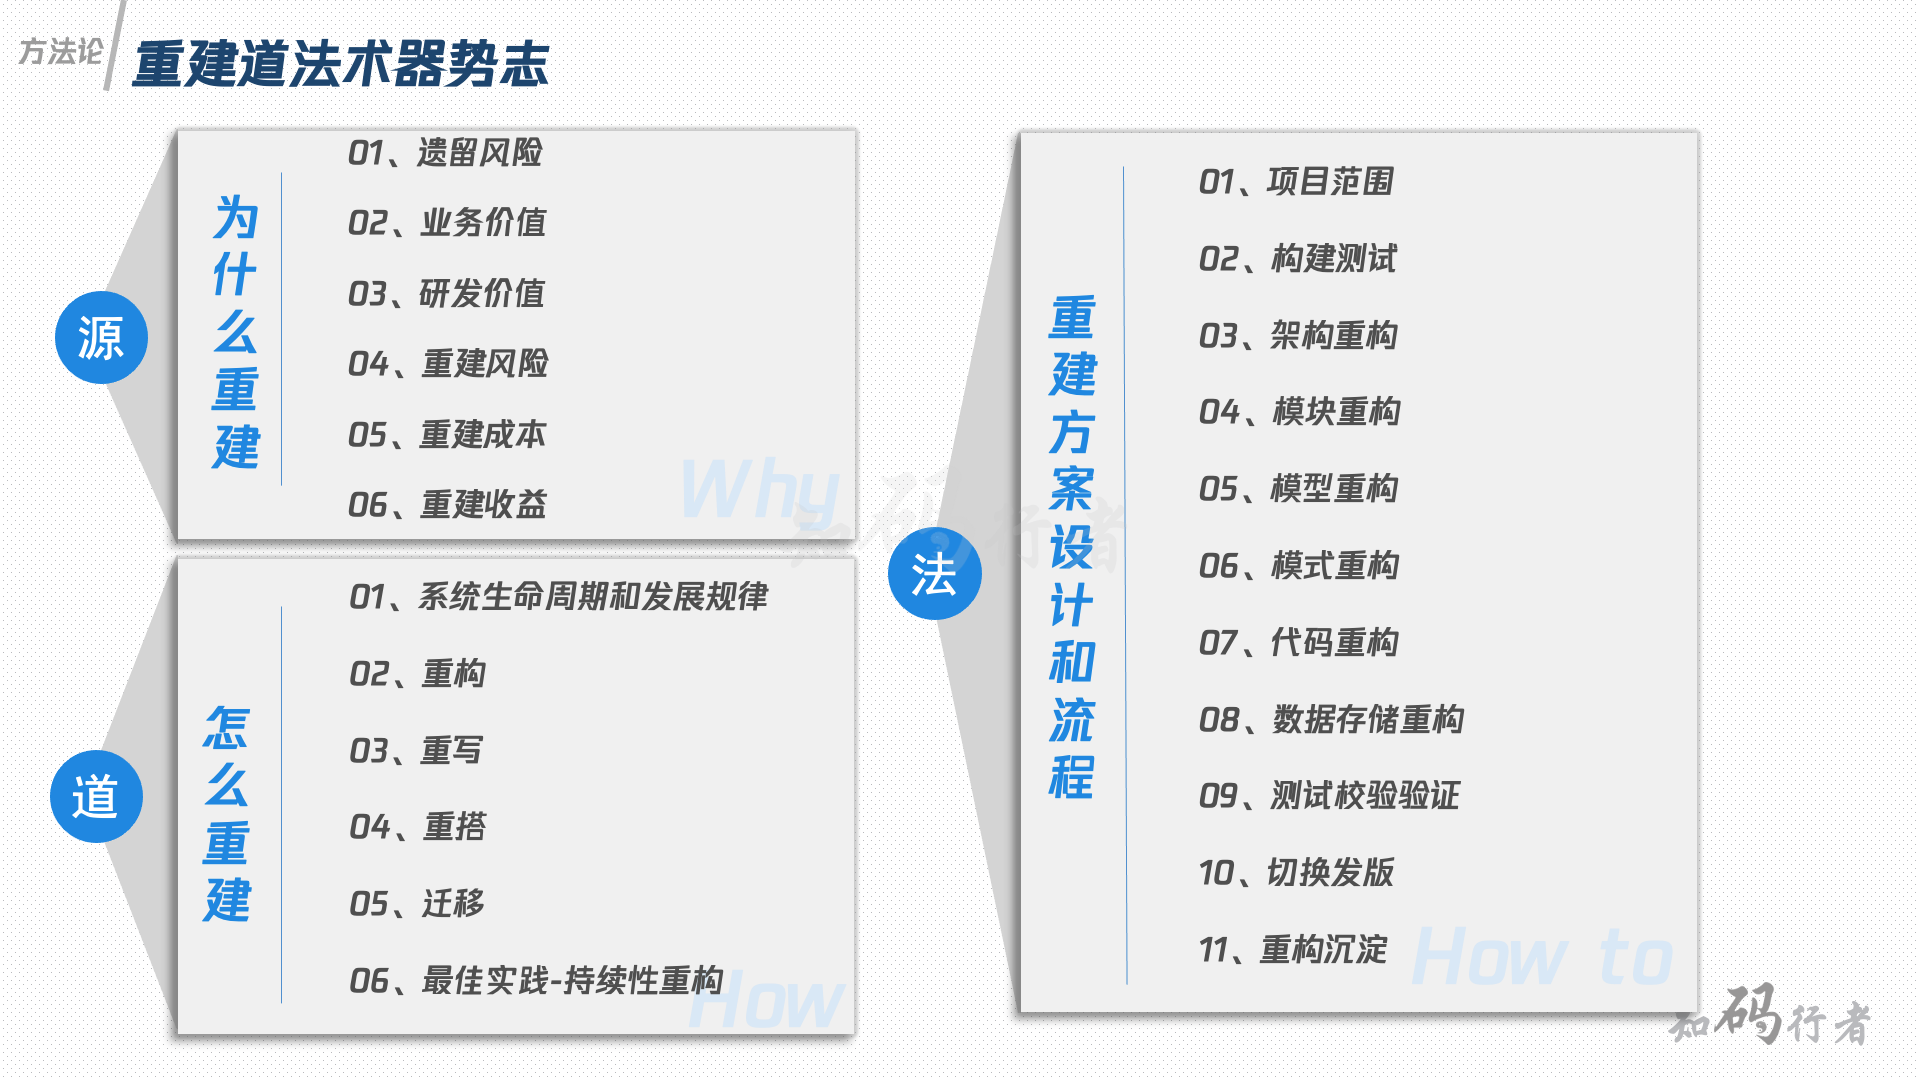 方法论
重建道法术器势志
源
为什么重建
01、遗留风险
02、业务价值
03、研发价值
04、重建风险
05、重建成本
06、重建收益
Why
道
怎么重建
01、系统生命周期和发展规律
02、重构
03、重写
04、重搭
05、迁移
06、最佳实践-持续性重构
How
法
重建方案设计和流程
01、项目范围
02、构建测试
03、架构重构
04、模块重构
05、模型重构
06、模式重构
07、代码重构
08、数据存储重构
09、测试校验验证
10、切换发版
11、重构沉淀
How to
知码行者
知码行者